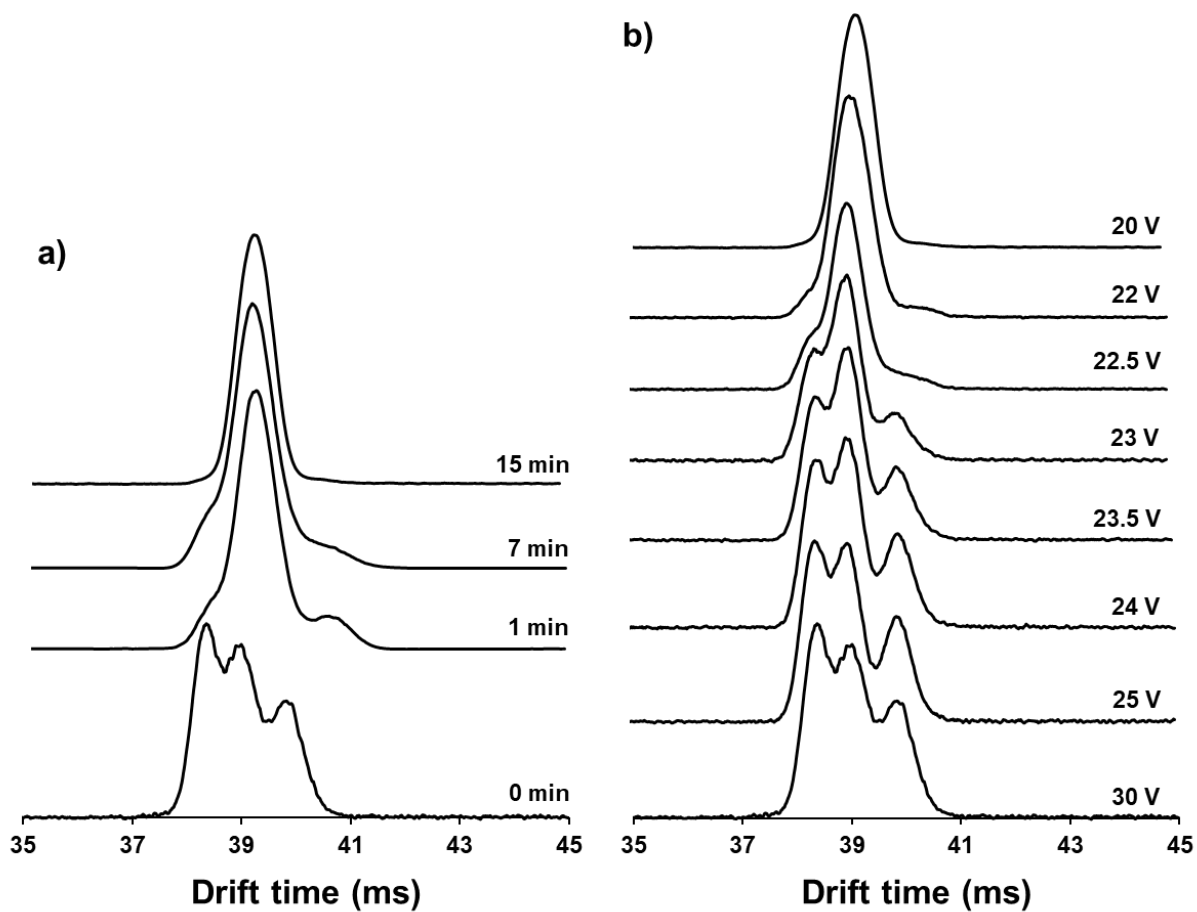 a)
15 min
7 min
1 min
0 min
35 37 39 41 43 45
Drift time (ms)
b)
20 V
22 V
22.5 V
23 V
23.5 V
24 V
25 V
30 V
35 37 39 41 43 45
Drift time (ms)